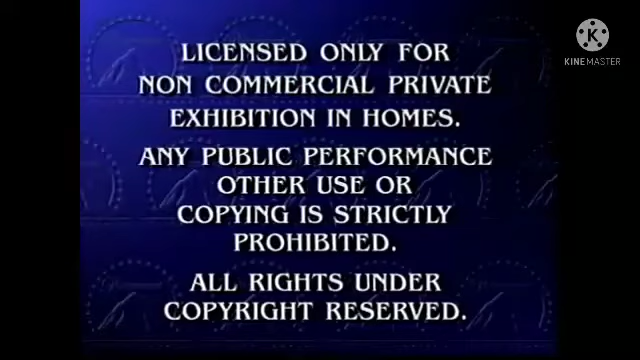 LICENSED ONLY FOR
NON COMMERCIAL PRIVATE
EXHIBITION IN HOMES.
ANY PUBLIC PERFORMANCE
OTHER USE OR
COPYING IS STRICTLY
PROHIBITED.
ALL RIGHTS UNDER
COPYRIGHT RESERVED.
K
KINEMASTER